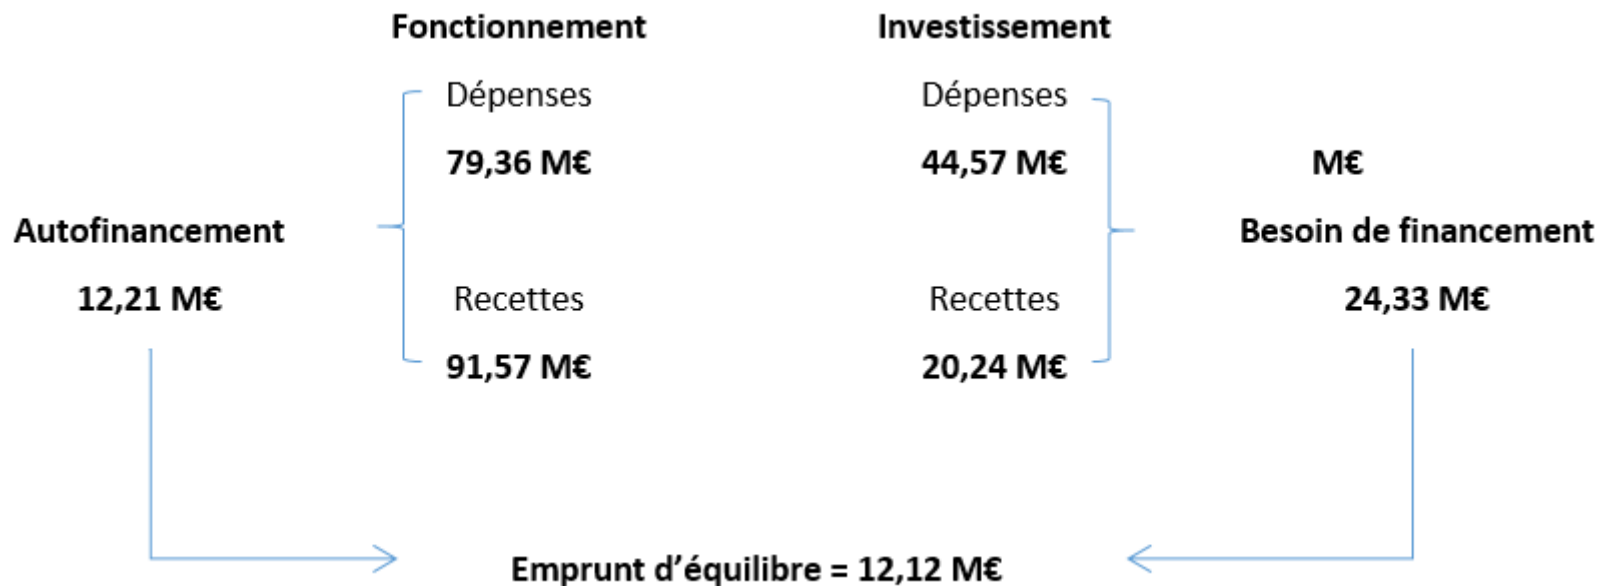 Fonctionnement Investissement
Dépenses Dépenses
79,36 M€ 44,57 M€ M€
Autofinancement Besoin de financement
12,21 M€ Recettes Recettes 24,33 M€
91,57 M€ 20,24 M€
Emprunt d’équilibre = 12,12 M€